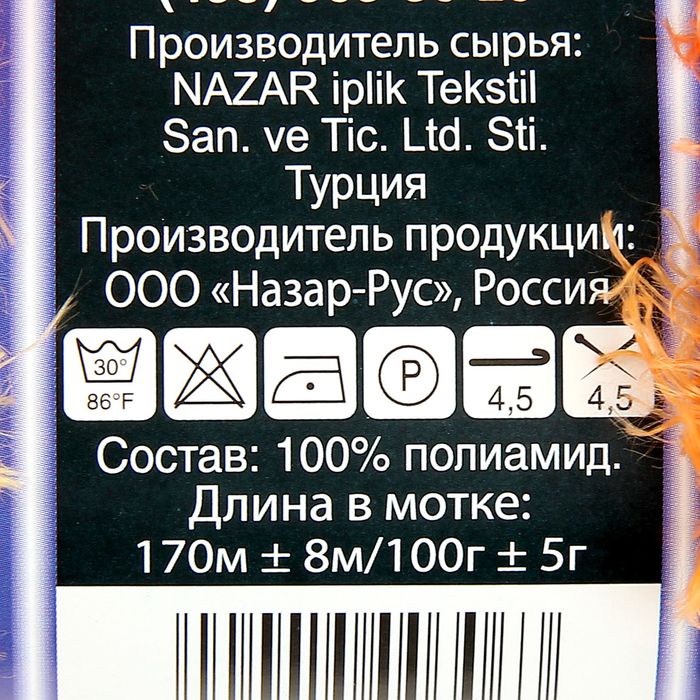 Производитель сырья:
NAZAR iplik Tekstil
San. ve Tic. Ltd. Sti.
Турция
Производитель продукции:
ООО «Назар-Рус», Россия
30° P
86°F 4,5 4,5
Состав: 100% полиамид.
Длина в мотке:
170м ± 8м/100г ± 5г